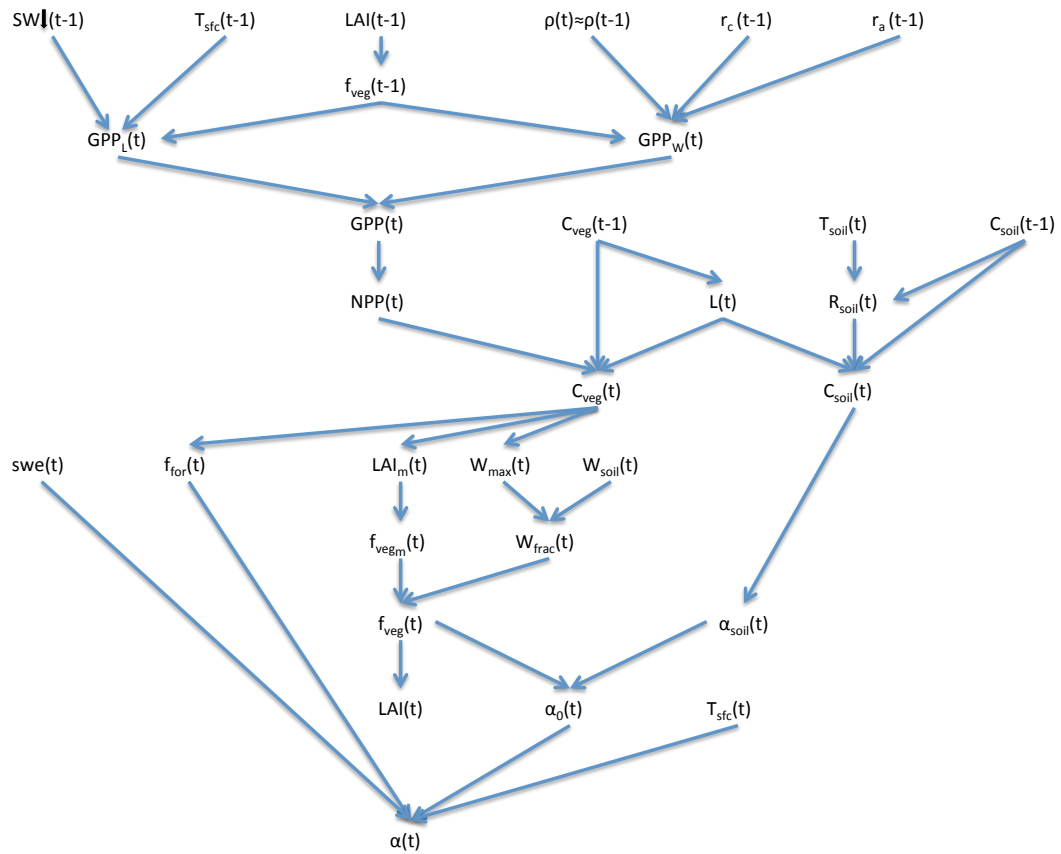 SW⬇(t-1) T_sfc(t-1) LAI(t-1) ρ(t)≈ρ(t-1) r_c(t-1) r_a(t-1)
f_veg(t-1)
GPP_L(t) GPP_W(t)
GPP(t) C_veg(t-1) T_soil(t) C_soil(t-1)
NPP(t) L(t) R_soil(t)
C_veg(t) C_soil(t)
swe(t) f_for(t) LAI_m(t) W_max(t) W_soil(t)
f_veg_m(t) W_frac(t)
f_veg(t) α_soil(t)
LAI(t) α_0(t) T_sfc(t)
α(t)